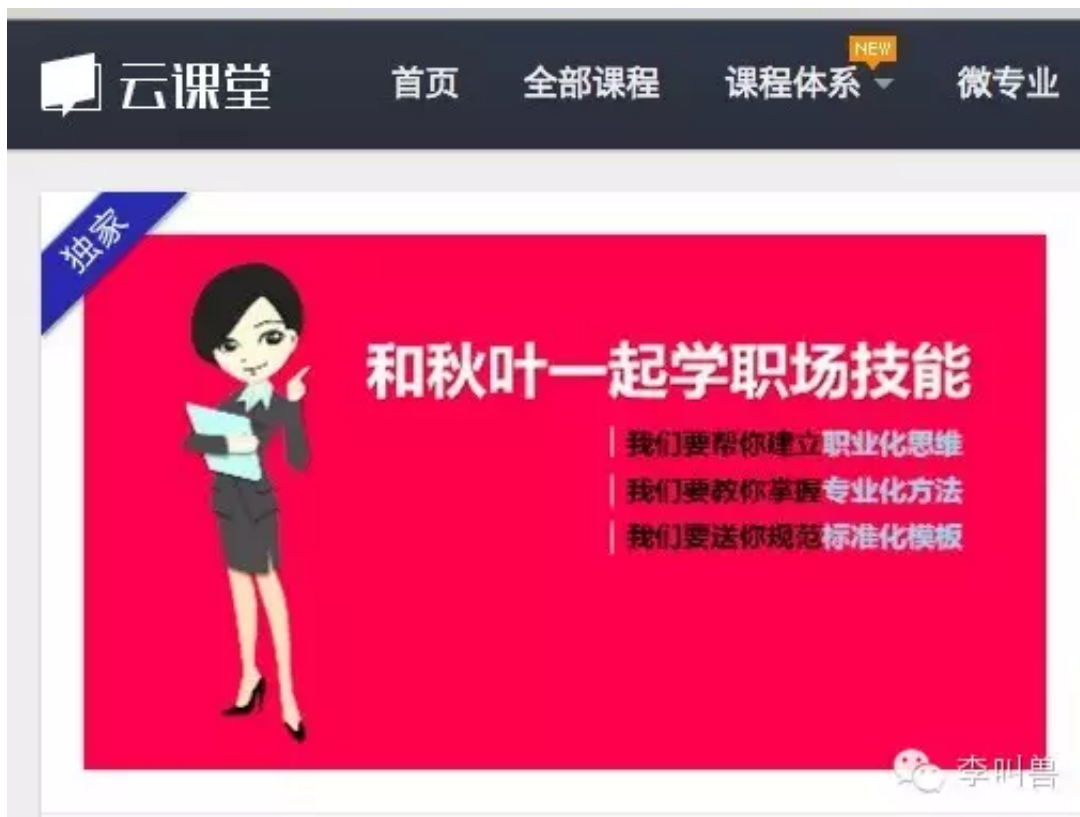 云课堂
首页 全部课程 课程体系 NEW 微专业
独家
和秋叶一起学职场技能
我们要帮你建立职业化思维
我们要教你掌握专业化方法
我们要送你规范标准化模板
李叫兽